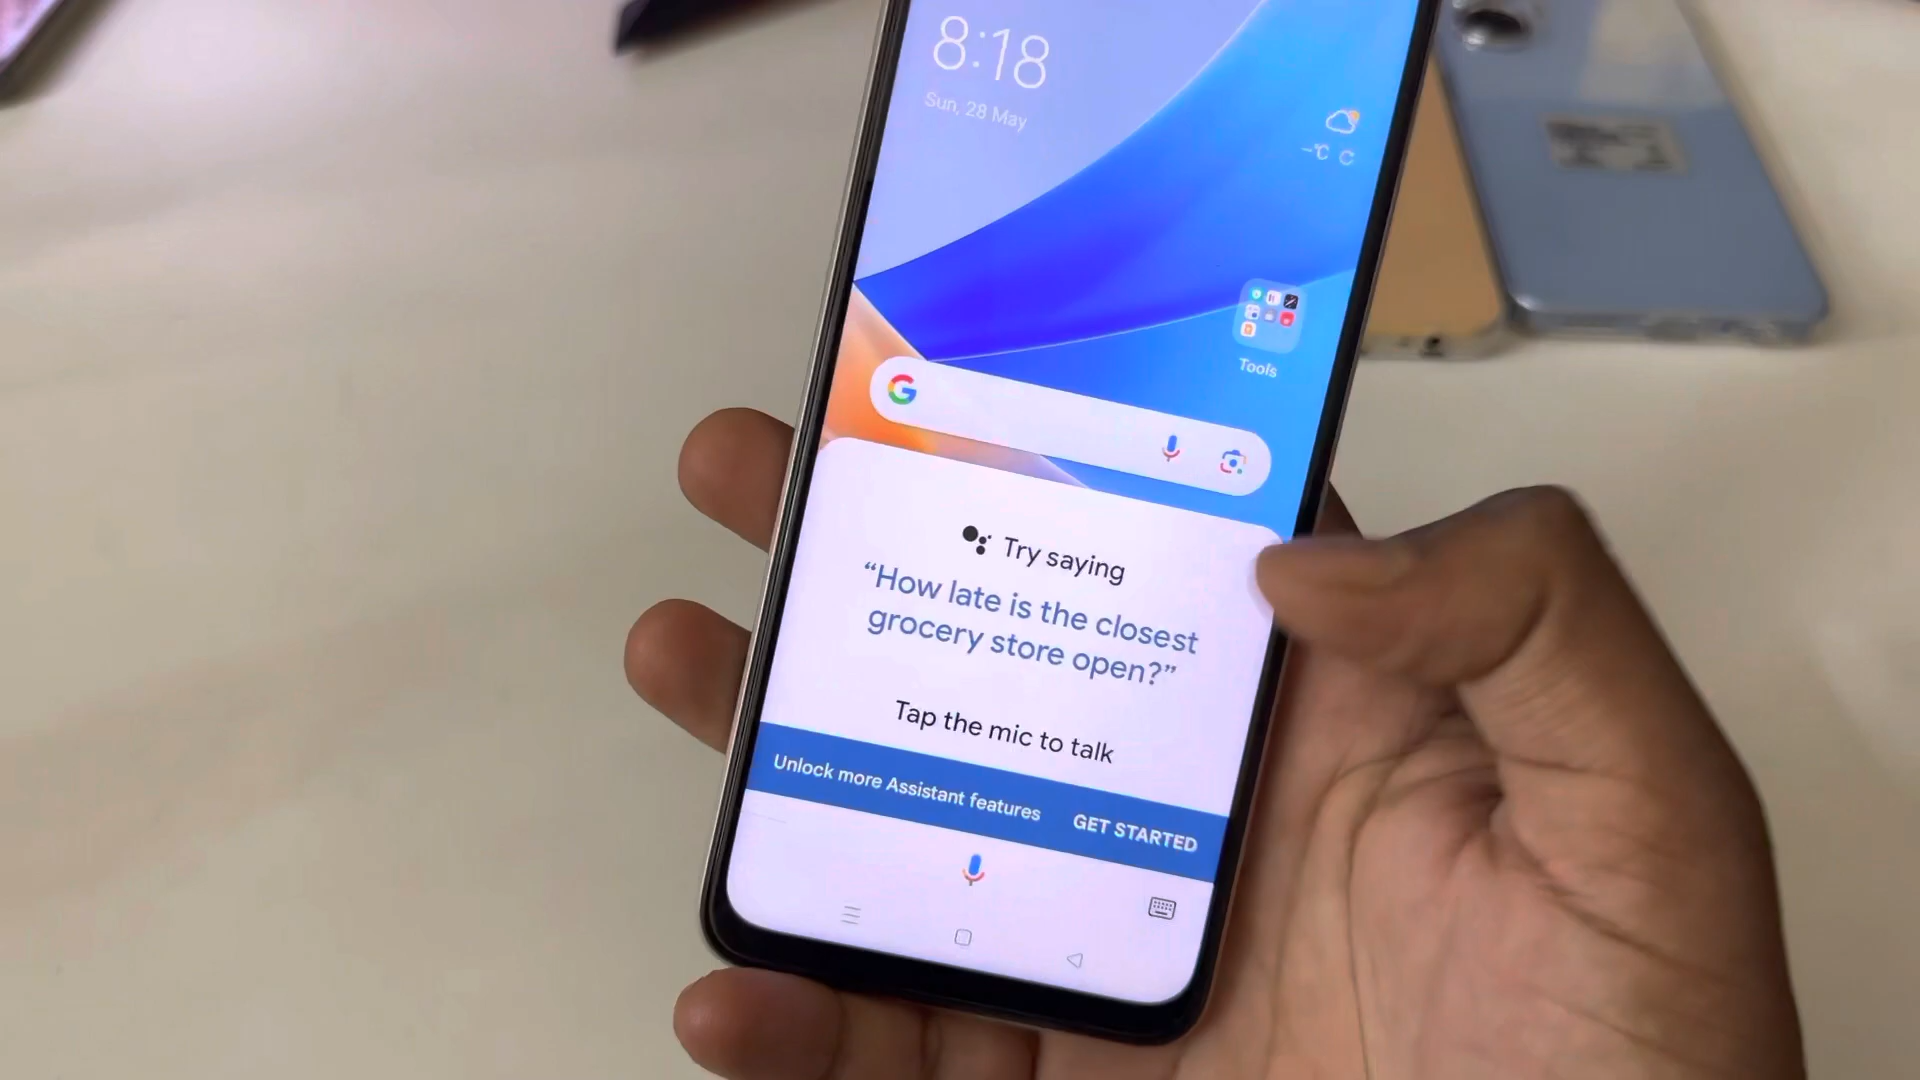 8:18
Sun, 28 May
-°C C
Tools
G
Try saying
“How late is the closest
grocery store open?”
Tap the mic to talk
Unlock more Assistant features GET STARTED